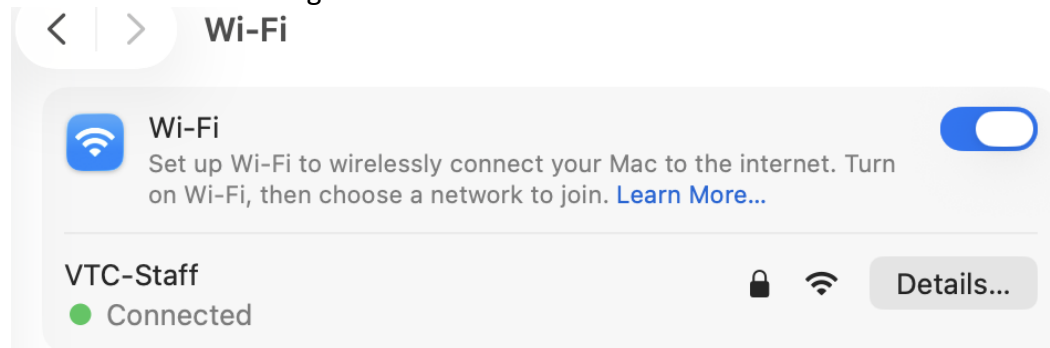 Wi-Fi
Wi-Fi
Set up Wi-Fi to wirelessly connect your Mac to the internet. Turn
on Wi-Fi, then choose a network to join. Learn More...
VTC-Staff
Details...
Connected